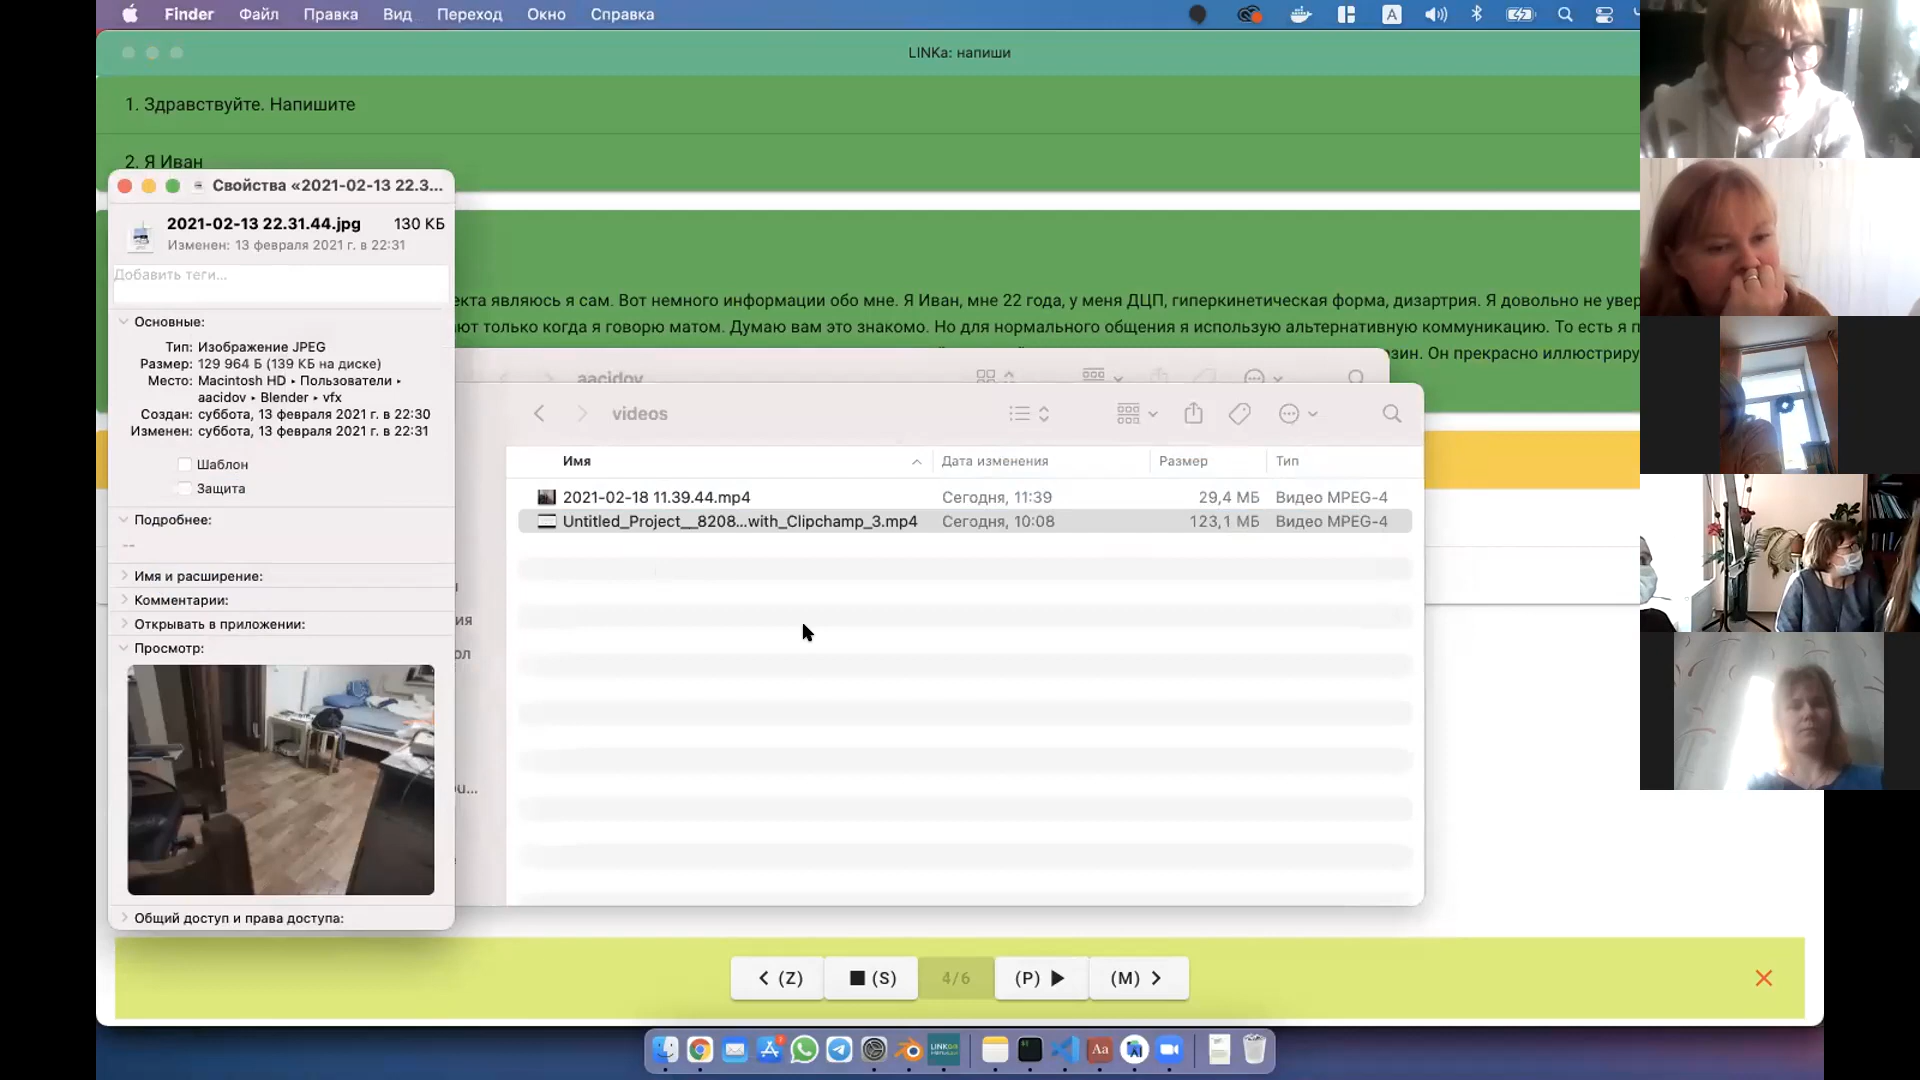 Finder Файл Правка Вид Переход Окно Справка
LINKa: напиши
1. Здравствуйте. Напишите
2. Я Иван
Свойства «2021-02-13 22.3...
2021-02-13 22.31.44.jpg 130 КБ
Изменен: 13 февраля 2021 г. в 22:31
Добавить теги...
Основные:
Тип: Изображение JPEG
Размер: 129 964 Б (139 КБ на диске)
Место: Macintosh HD ▸ Пользователи ▸
aacidov ▸ Blender ▸ vfx
Создан: суббота, 13 февраля 2021 г. в 22:30
Изменен: суббота, 13 февраля 2021 г. в 22:31
Шаблон
Защита
Подробнее:
--
Имя и расширение:
Комментарии:
Открывать в приложении:
Просмотр:
Общий доступ и права доступа:
екта являюсь я сам. Вот немного информации обо мне. Я Иван, мне 22 года, у меня ДЦП, гиперкинетическая форма, дизартрия. Я довольно не увер
ют только когда я говорю матом. Думаю вам это знакомо. Но для нормального общения я использую альтернативную коммуникацию. То есть я п
зин. Он прекрасно иллюстриру
aacidov
videos
Имя Дата изменения Размер Тип
2021-02-18 11.39.44.mp4 Сегодня, 11:39 29,4 МБ Видео MPEG-4
Untitled_Project__8208...with_Clipchamp_3.mp4 Сегодня, 10:08 123,1 МБ Видео MPEG-4
(Z) (S) 4/6 (P) (M)